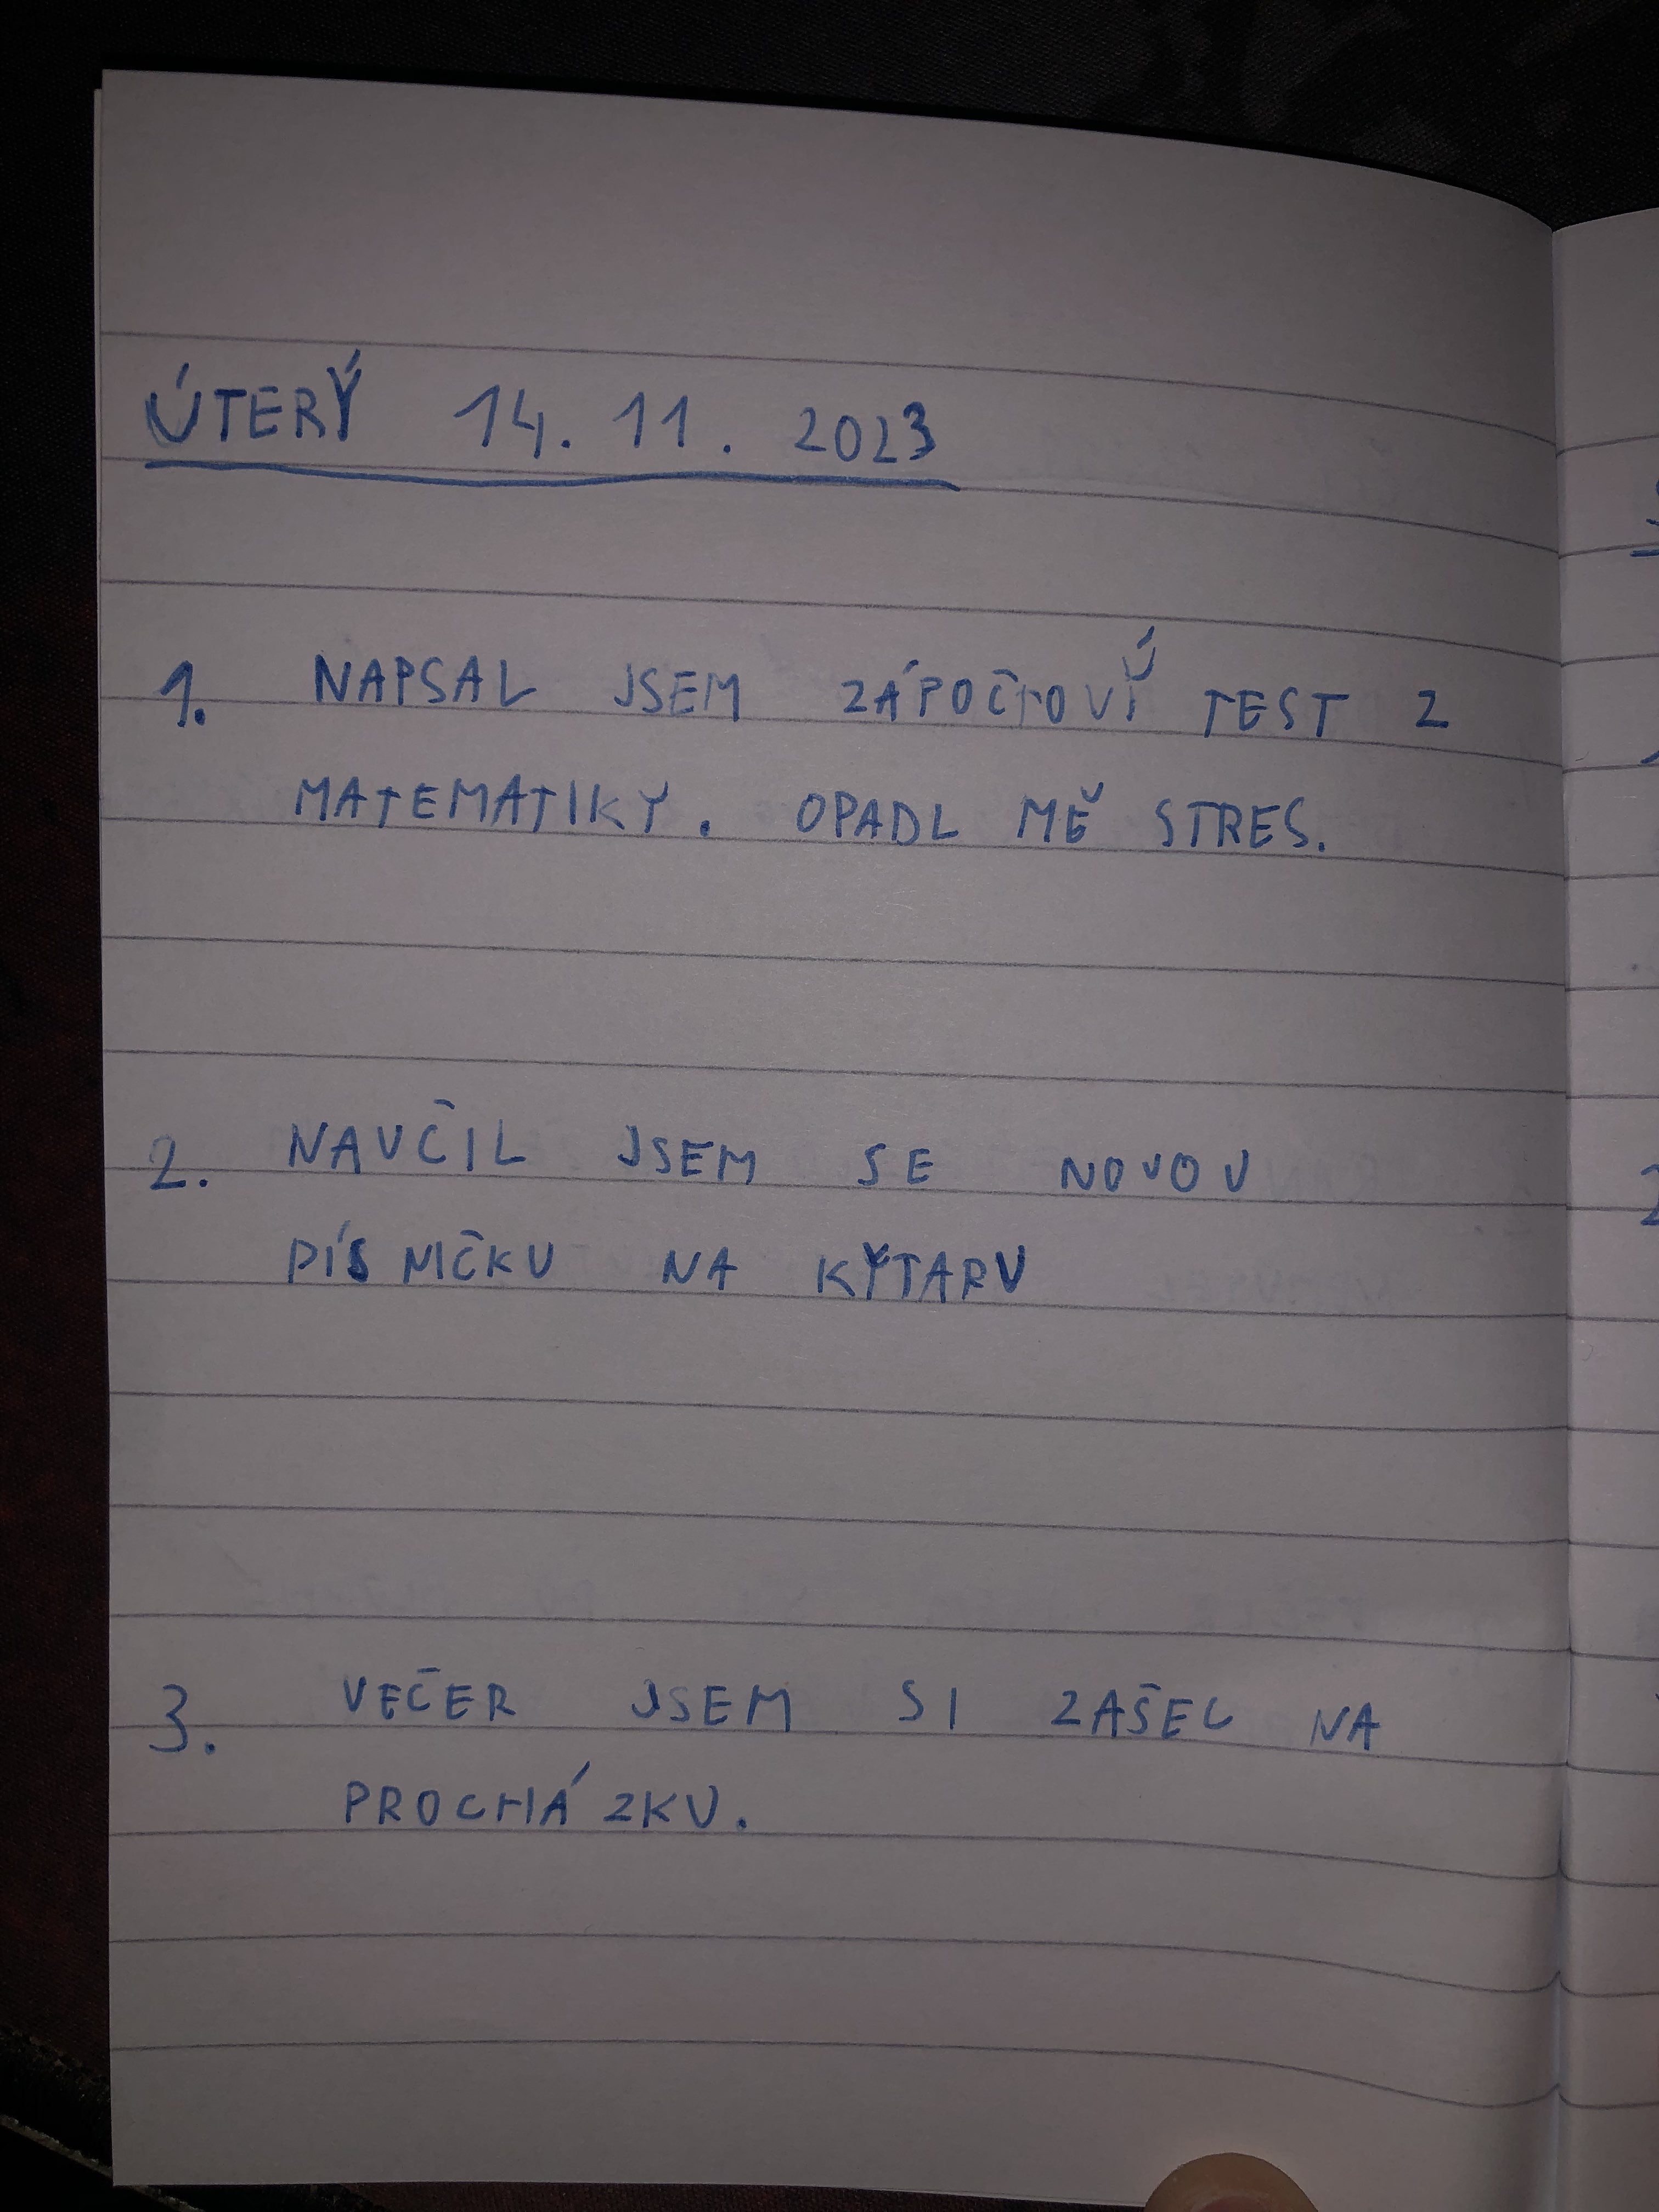 ÚTERÝ 14. 11. 2023
1. NAPSAL JSEM ZÁPOČTOVÝ TEST Z
MATEMATIKY. OPADL MĚ STRES.
2. NAUČIL JSEM SE NOVOU
PÍSNIČKU NA KYTARU
3. VEČER JSEM SI ZAŠEL NA
PROCHÁZKU.